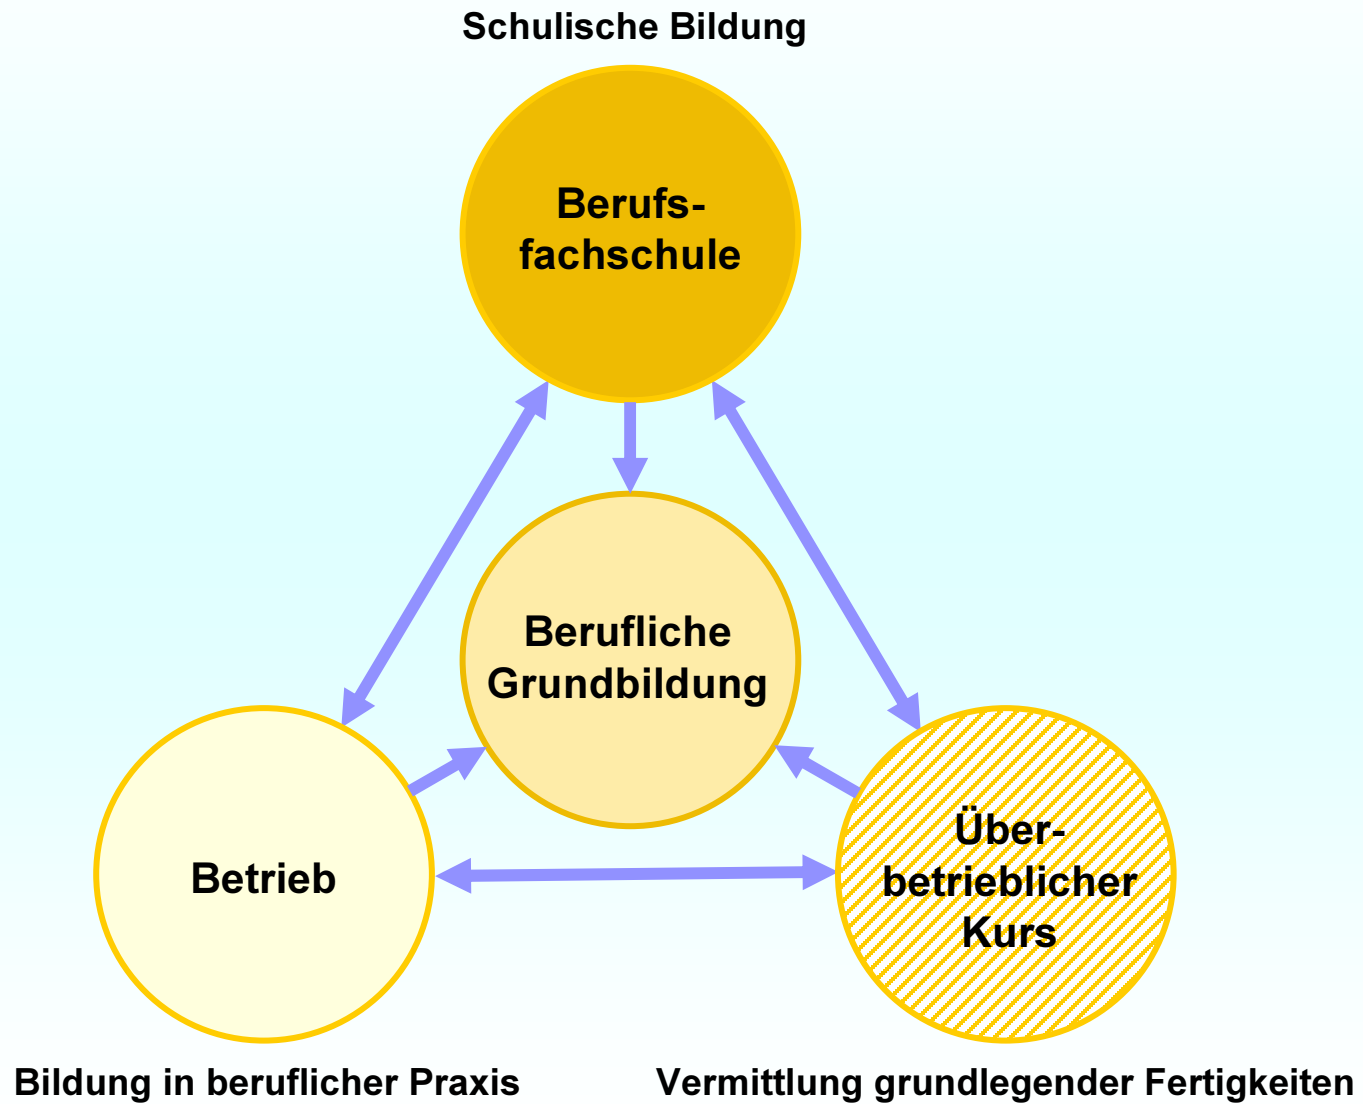 Schulische Bildung
Berufs-
fachschule
Berufliche
Grundbildung
Betrieb
Über-
betrieblicher
Kurs
Bildung in beruflicher Praxis
Vermittlung grundlegender Fertigkeiten